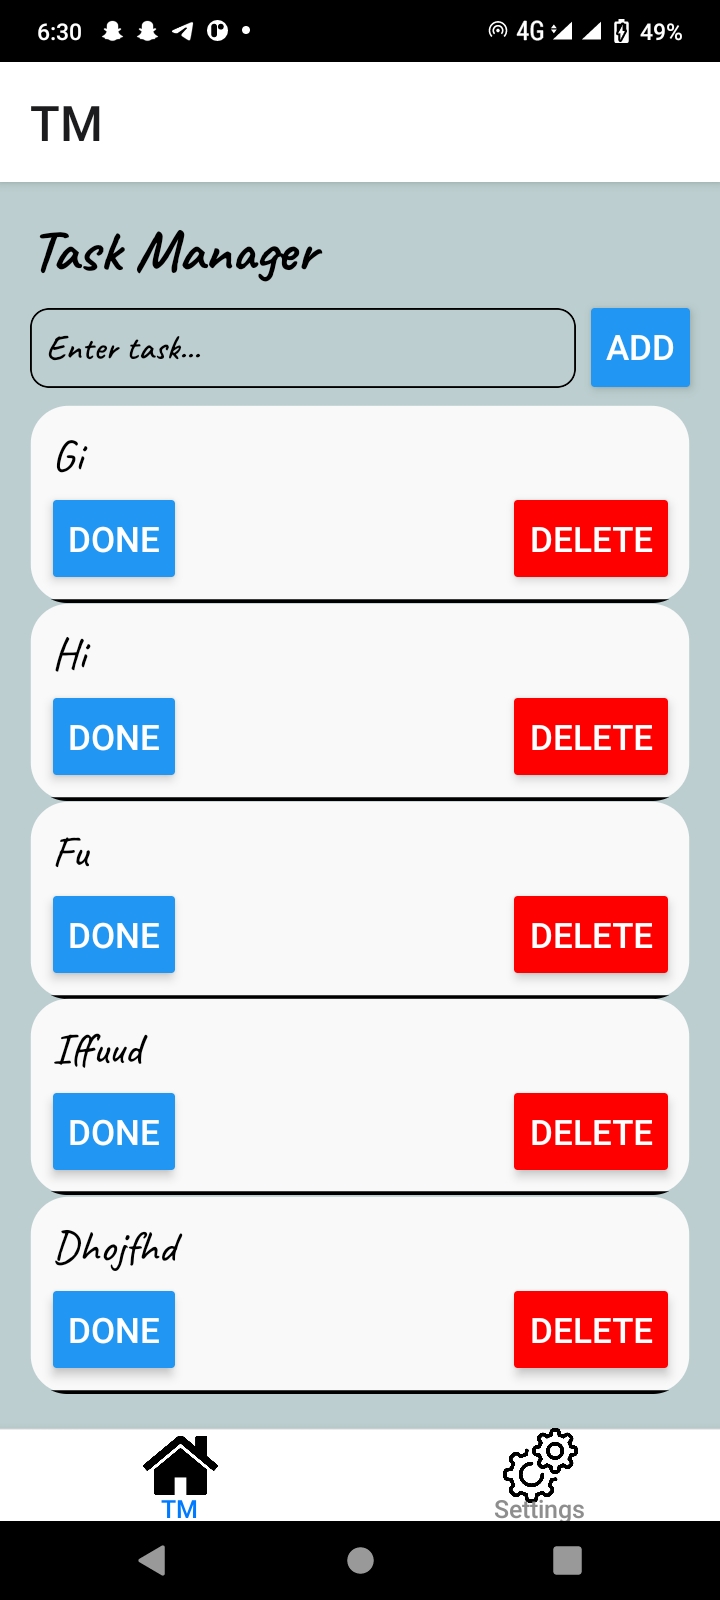 6:30 4G 49%
TM
Task Manager
Enter task... ADD
Gi
DONE DELETE
Hi
DONE DELETE
Fu
DONE DELETE
Iffuud
DONE DELETE
Dhojfhd
DONE DELETE
TM Settings